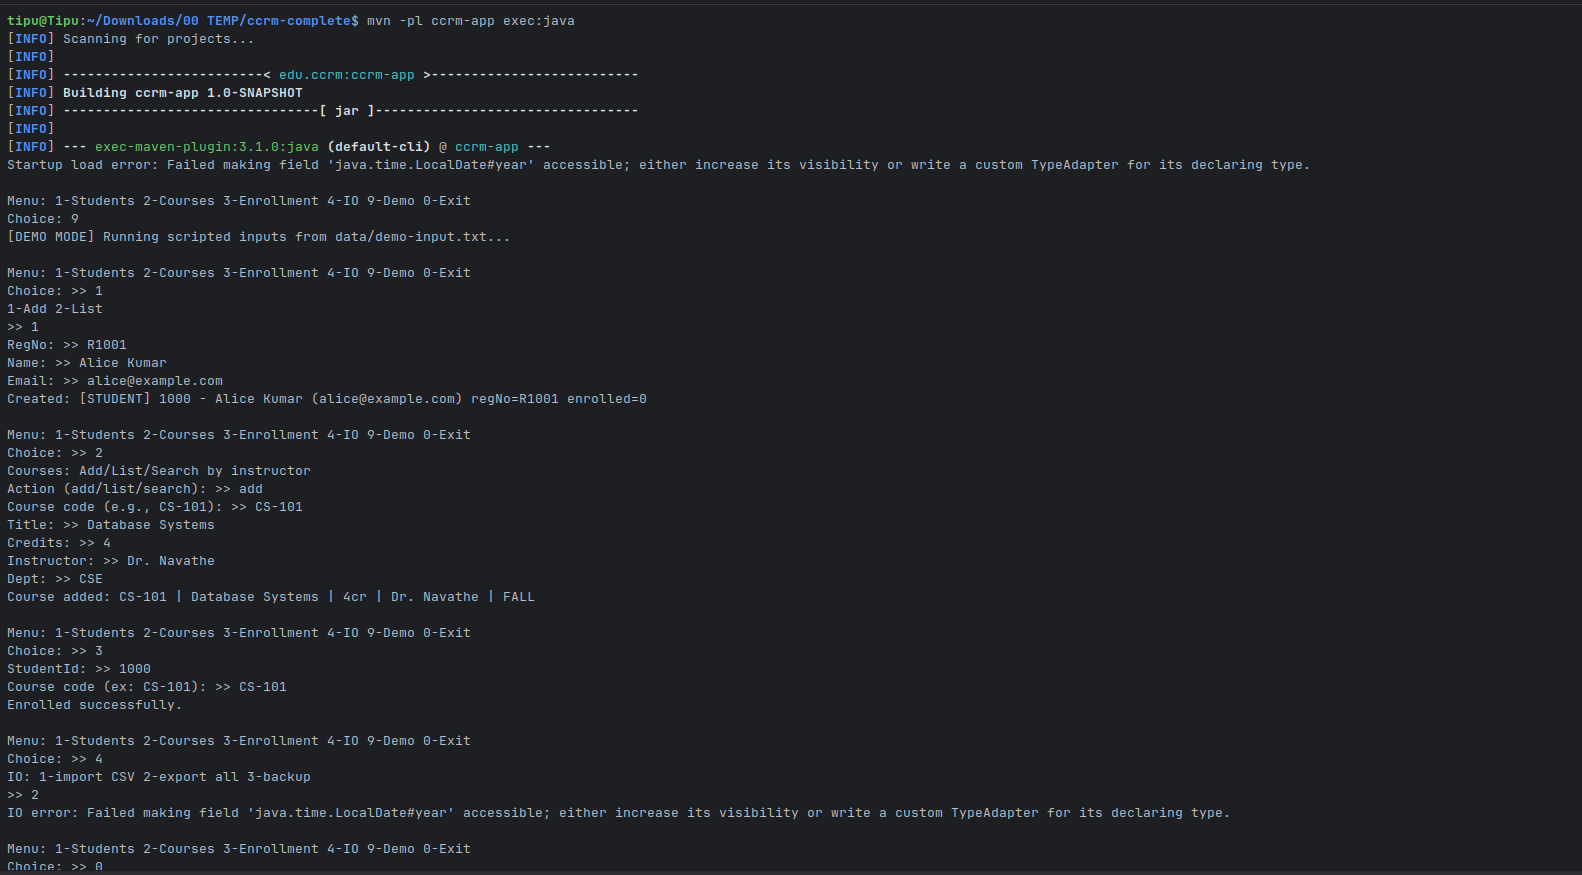 tipu@Tipu:~/Downloads/00 TEMP/ccrm-complete$ mvn -pl ccrm-app exec:java
[INFO] Scanning for projects...
[INFO]
[INFO] -------------------------< edu.ccrm:ccrm-app >--------------------------
[INFO] Building ccrm-app 1.0-SNAPSHOT
[INFO] --------------------------------[ jar ]---------------------------------
[INFO]
[INFO] --- exec-maven-plugin:3.1.0:java (default-cli) @ ccrm-app ---
Startup load error: Failed making field 'java.time.LocalDate#year' accessible; either increase its visibility or write a custom TypeAdapter for its declaring type.

Menu: 1-Students 2-Courses 3-Enrollment 4-IO 9-Demo 0-Exit
Choice: 9
[DEMO MODE] Running scripted inputs from data/demo-input.txt...

Menu: 1-Students 2-Courses 3-Enrollment 4-IO 9-Demo 0-Exit
Choice: >> 1
1-Add 2-List
>> 1
RegNo: >> R1001
Name: >> Alice Kumar
Email: >> alice@example.com
Created: [STUDENT] 1000 - Alice Kumar (alice@example.com) regNo=R1001 enrolled=0

Menu: 1-Students 2-Courses 3-Enrollment 4-IO 9-Demo 0-Exit
Choice: >> 2
Courses: Add/List/Search by instructor
Action (add/list/search): >> add
Course code (e.g., CS-101): >> CS-101
Title: >> Database Systems
Credits: >> 4
Instructor: >> Dr. Navathe
Dept: >> CSE
Course added: CS-101 | Database Systems | 4cr | Dr. Navathe | FALL

Menu: 1-Students 2-Courses 3-Enrollment 4-IO 9-Demo 0-Exit
Choice: >> 3
StudentId: >> 1000
Course code (ex: CS-101): >> CS-101
Enrolled successfully.

Menu: 1-Students 2-Courses 3-Enrollment 4-IO 9-Demo 0-Exit
Choice: >> 4
IO: 1-import CSV 2-export all 3-backup
>> 2
IO error: Failed making field 'java.time.LocalDate#year' accessible; either increase its visibility or write a custom TypeAdapter for its declaring type.

Menu: 1-Students 2-Courses 3-Enrollment 4-IO 9-Demo 0-Exit
Choice: >> 0